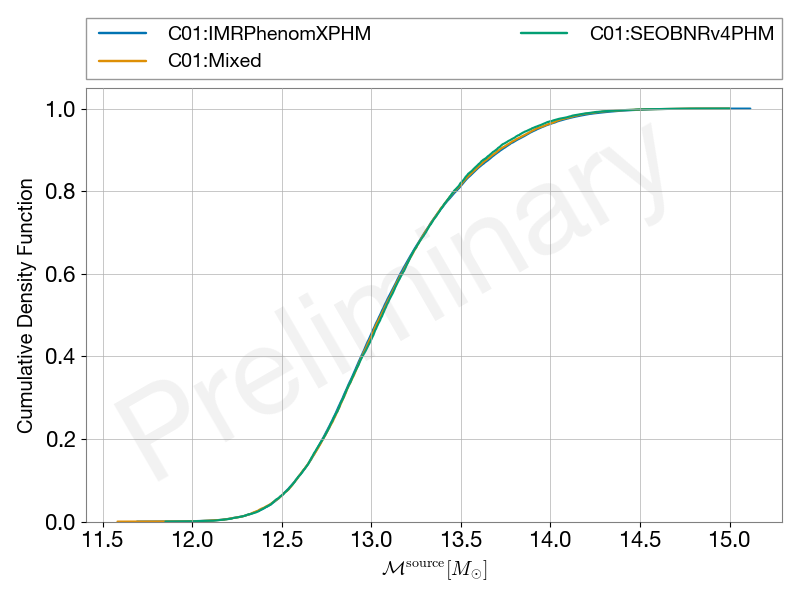 C01:IMRPhenomXPHM
C01:Mixed
C01:SEOBNRv4PHM
Preliminary
Cumulative Density Function
1.0
0.8
0.6
0.4
0.2
0.0
11.5 12.0 12.5 13.0 13.5 14.0 14.5 15.0
ℳ^source [M_⊙]